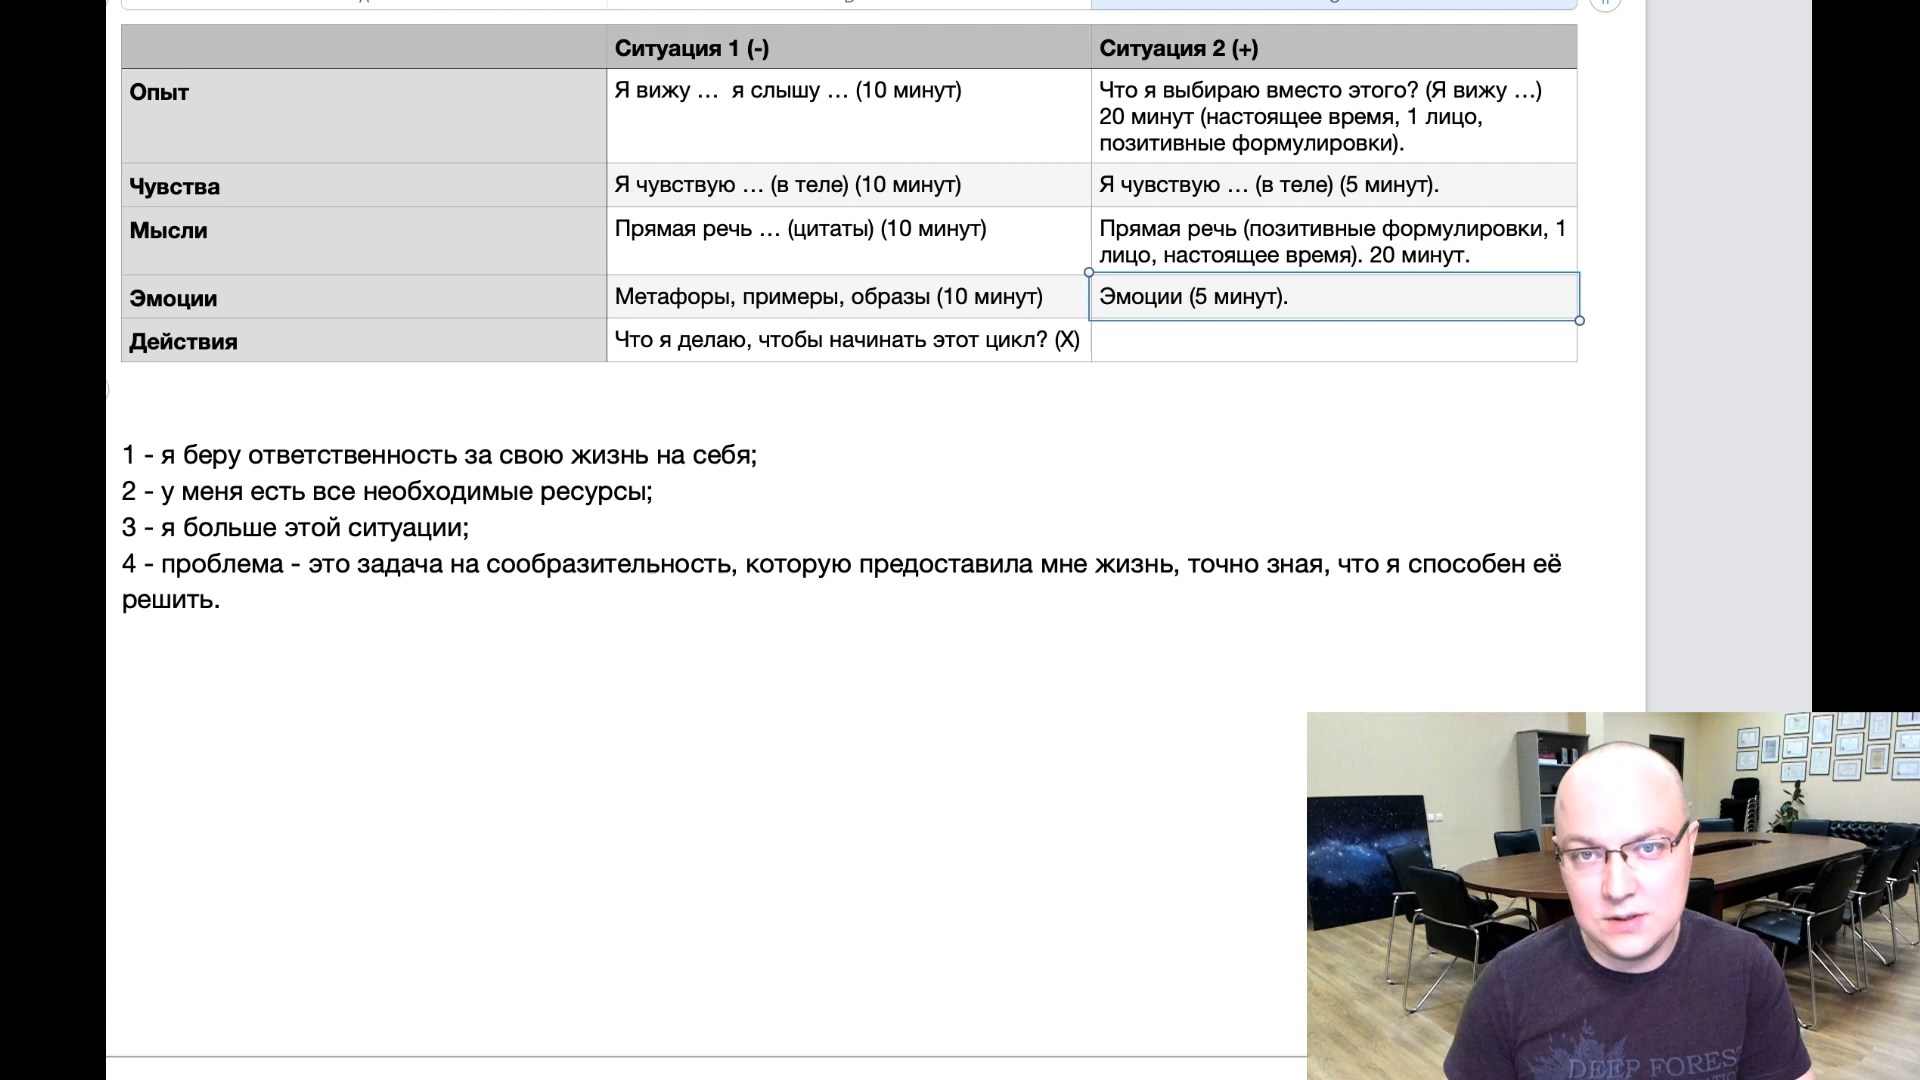 Ситуация 1 (-)
Ситуация 2 (+)
Опыт
Я вижу … я слышу … (10 минут)
Что я выбираю вместо этого? (Я вижу …)
20 минут (настоящее время, 1 лицо,
позитивные формулировки).
Чувства
Я чувствую … (в теле) (10 минут)
Я чувствую … (в теле) (5 минут).
Мысли
Прямая речь … (цитаты) (10 минут)
Прямая речь (позитивные формулировки, 1
лицо, настоящее время). 20 минут.
Эмоции
Метафоры, примеры, образы (10 минут)
Эмоции (5 минут).
Действия
Что я делаю, чтобы начинать этот цикл? (X)
1 - я беру ответственность за свою жизнь на себя;
2 - у меня есть все необходимые ресурсы;
3 - я больше этой ситуации;
4 - проблема - это задача на сообразительность, которую предоставила мне жизнь, точно зная, что я способен её
решить.
DEEP FOREST